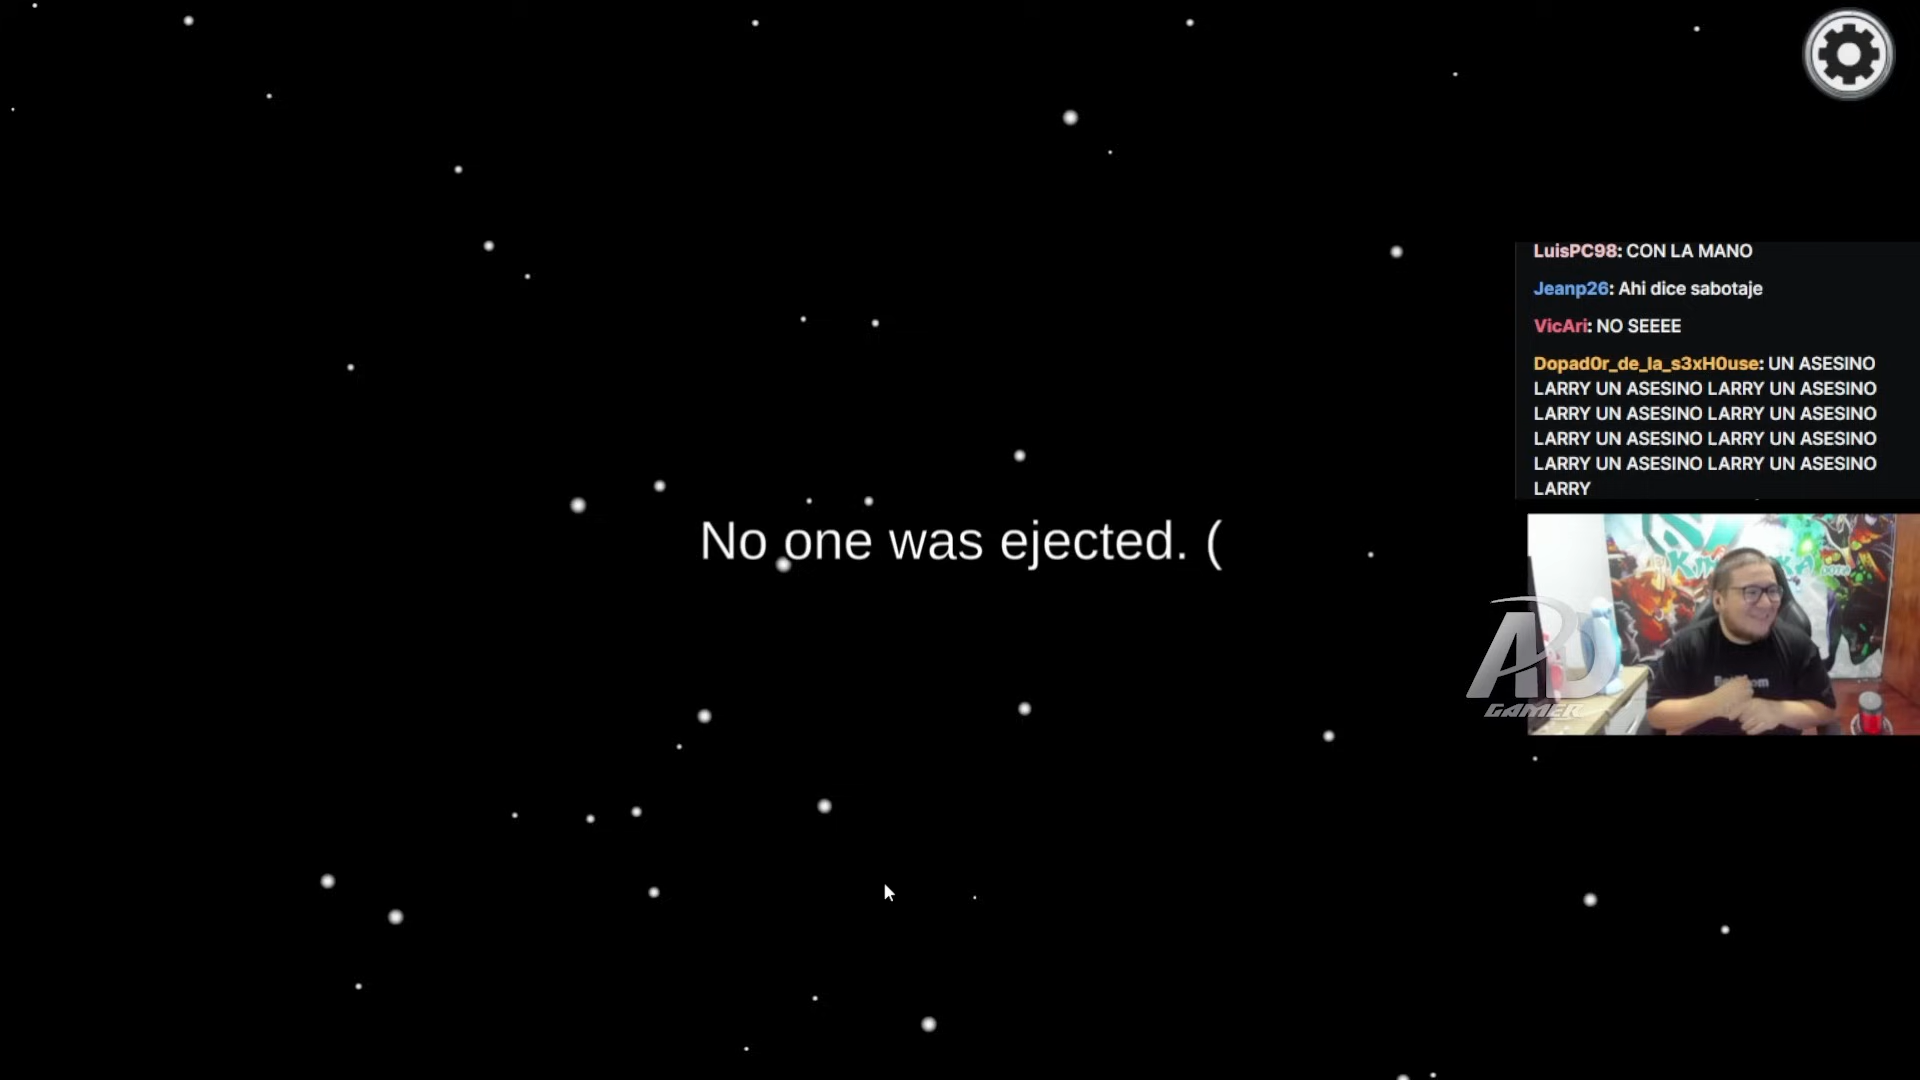 LuisPC98: CON LA MANO
Jeanp26: Ahi dice sabotaje
VicAri: NO SEEEE
Dopad0r_de_la_s3xH0use: UN ASESINO
LARRY UN ASESINO LARRY UN ASESINO
LARRY UN ASESINO LARRY UN ASESINO
LARRY UN ASESINO LARRY UN ASESINO
LARRY UN ASESINO LARRY UN ASESINO
LARRY
No one was ejected. (
GAMER